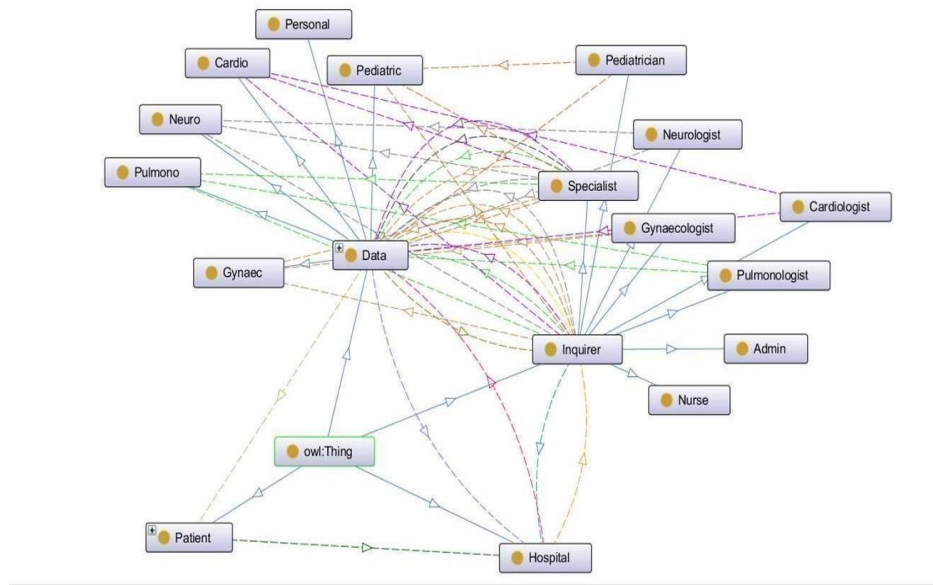 Personal
Cardio
Pediatric
Pediatrician
Neuro
Neurologist
Pulmono
Specialist
Cardiologist
Gynaecologist
Data
Gynaec
Pulmonologist
Inquirer
Admin
Nurse
owl:Thing
Patient
Hospital